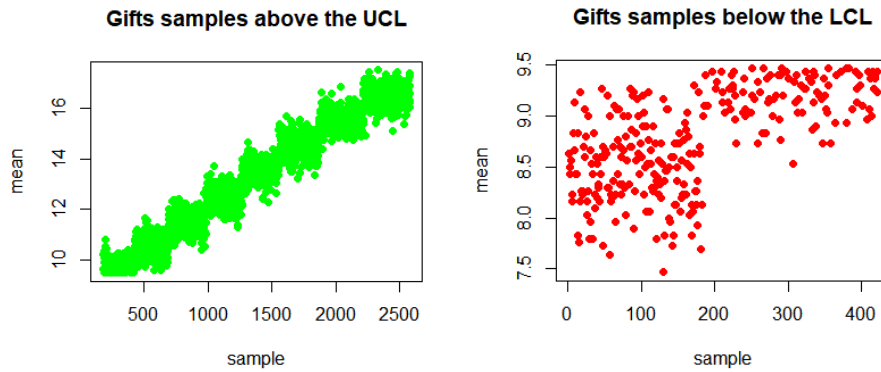 Gifts samples above the UCL
mean
10 12 14 16
500 1000 1500 2000 2500
sample
Gifts samples below the LCL
mean
7.5 8.0 8.5 9.0 9.5
0 100 200 300 400
sample